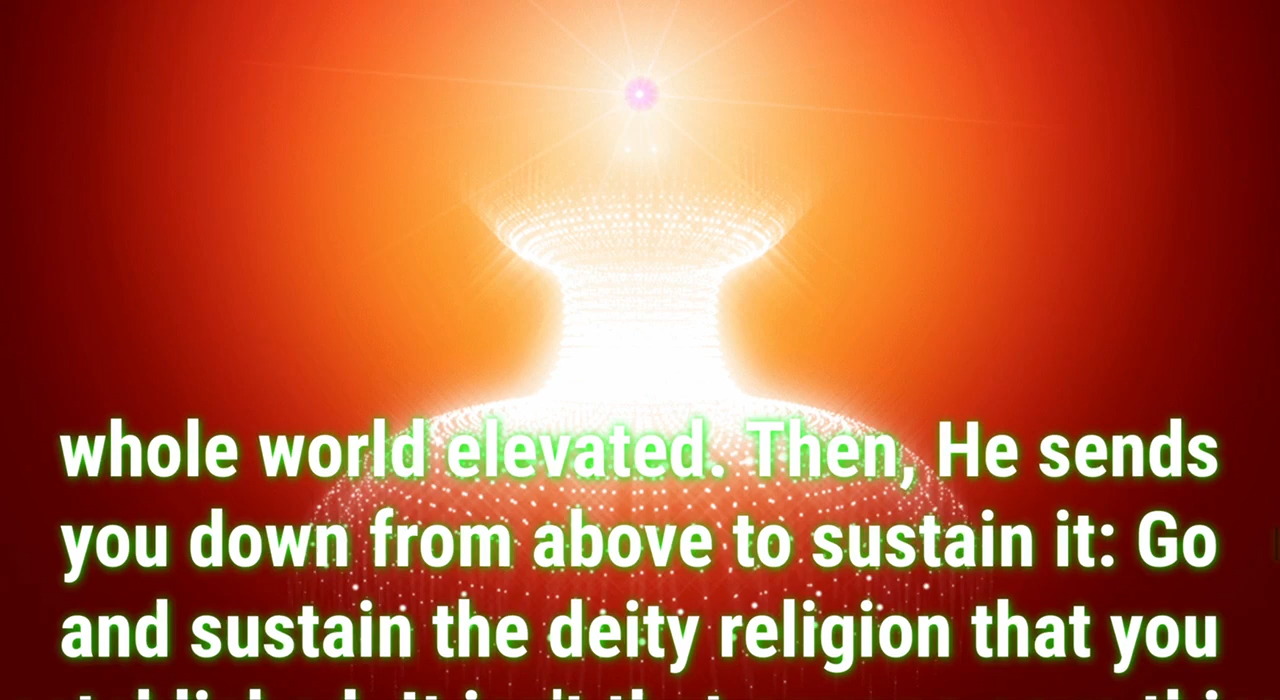 whole world elevated. Then, He sends
you down from above to sustain it: Go
and sustain the deity religion that you